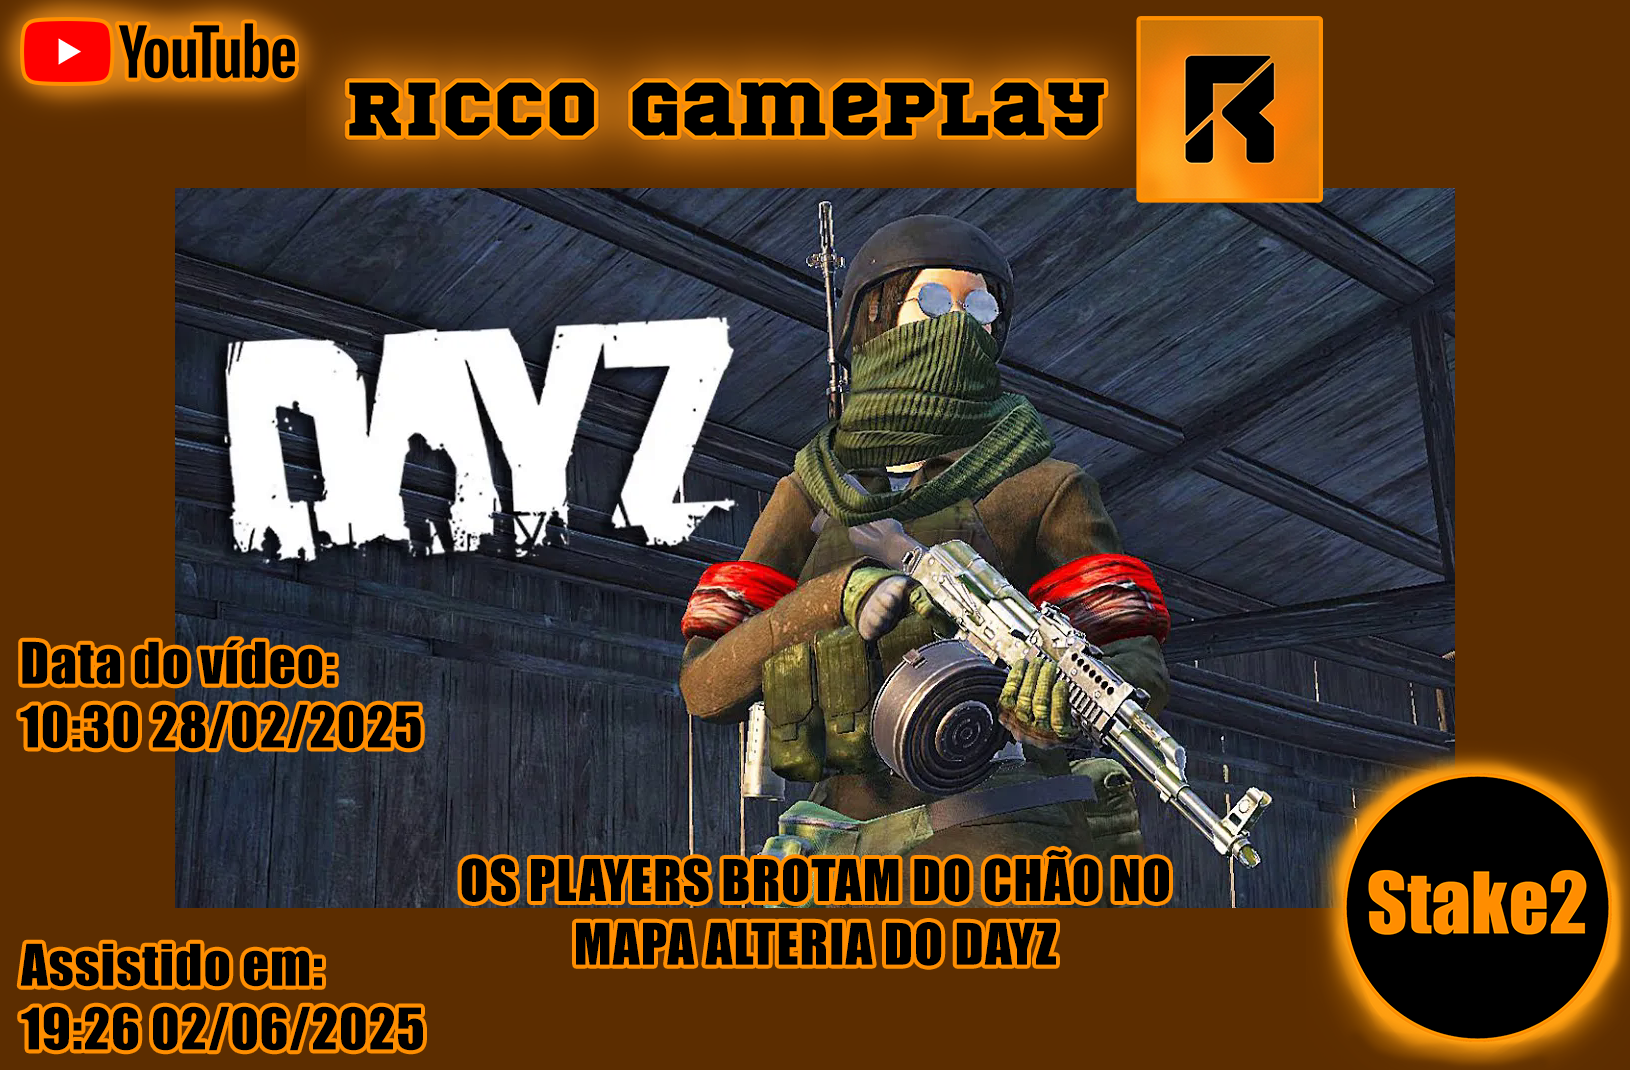 YouTube
RICCO GAMEPLAY
DAYZ
Data do vídeo:
10:30 28/02/2025
OS PLAYERS BROTAM DO CHÃO NO
MAPA ALTERIA DO DAYZ
Stake2
Assistido em:
19:26 02/06/2025